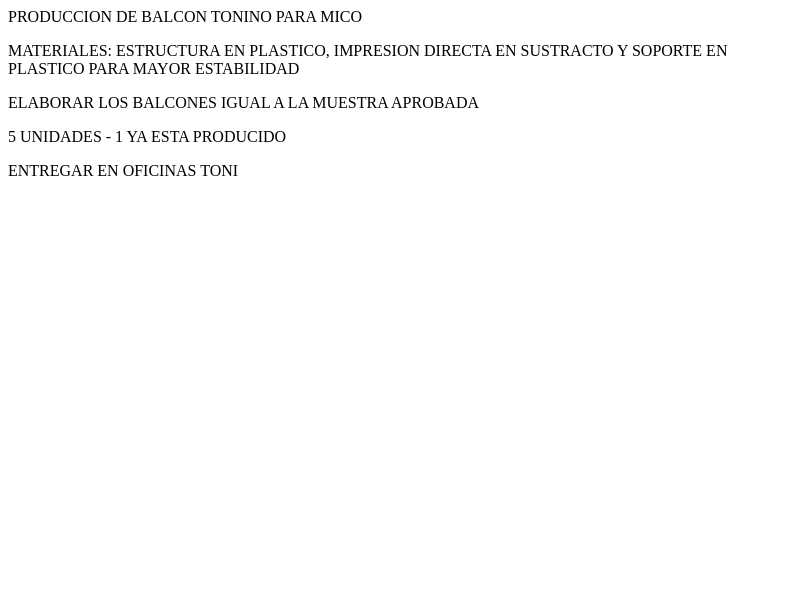 PRODUCCION DE BALCON TONINO PARA MICO
MATERIALES: ESTRUCTURA EN PLASTICO, IMPRESION DIRECTA EN SUSTRACTO Y SOPORTE EN
PLASTICO PARA MAYOR ESTABILIDAD
ELABORAR LOS BALCONES IGUAL A LA MUESTRA APROBADA
5 UNIDADES - 1 YA ESTA PRODUCIDO
ENTREGAR EN OFICINAS TONI